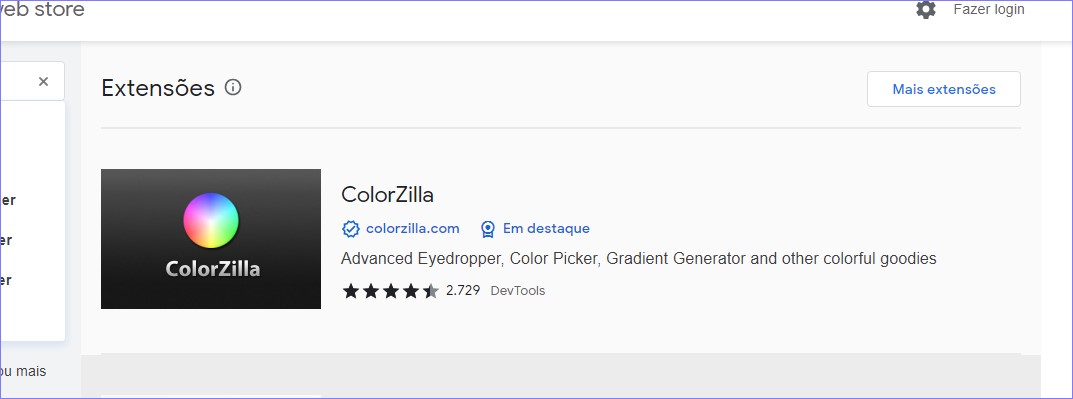 web store
Fazer login
Extensões
Mais extensões
er
er
er
ou mais
ColorZilla
ColorZilla
colorzilla.com
Em destaque
Advanced Eyedropper, Color Picker, Gradient Generator and other colorful goodies
2.729 DevTools